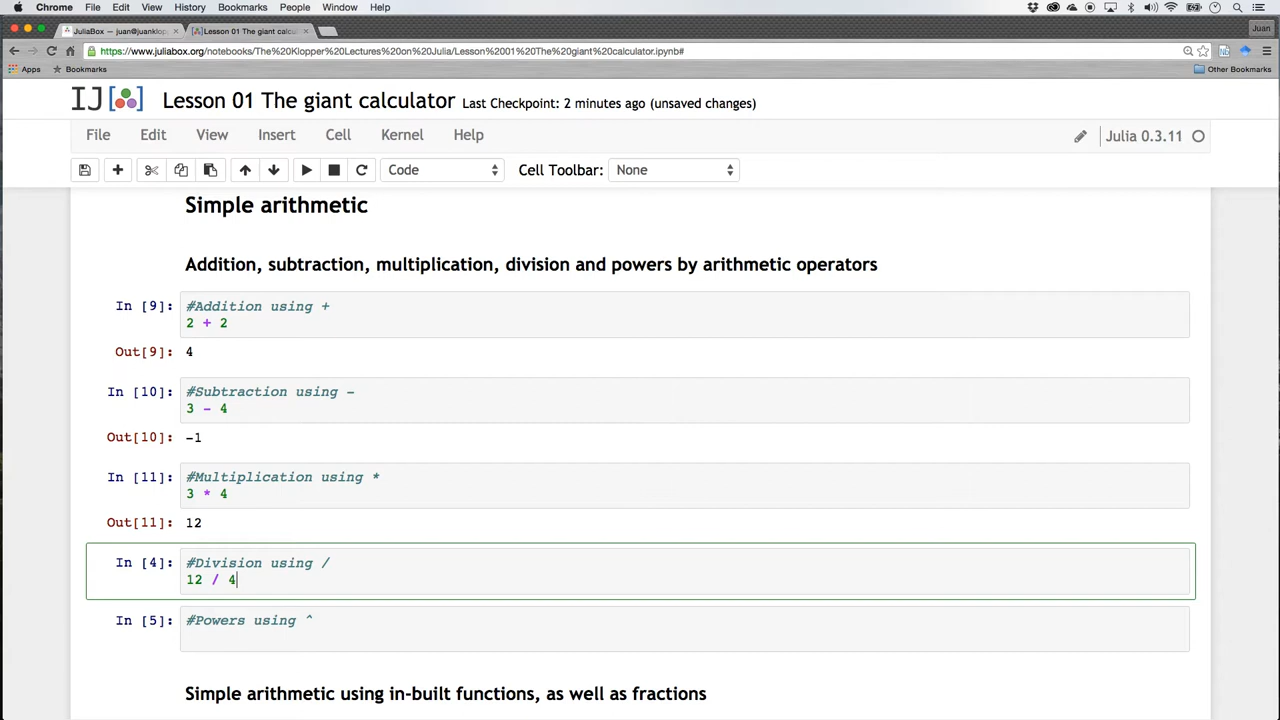 Chrome File Edit View History Bookmarks People Window Help
JuliaBox — juan@juanklop
Lesson 01 The giant calcul
Juan
https://www.juliabox.org/notebooks/The%20Klopper%20Lectures%20on%20Julia/Lesson%2001%20The%20giant%20calculator.ipynb#
Apps Bookmarks Other Bookmarks
IJ Lesson 01 The giant calculator Last Checkpoint: 2 minutes ago (unsaved changes)
File Edit View Insert Cell Kernel Help Julia 0.3.11
Code Cell Toolbar: None
Simple arithmetic
Addition, subtraction, multiplication, division and powers by arithmetic operators
In [9]: #Addition using +
2 + 2
Out[9]: 4
In [10]: #Subtraction using -
3 - 4
Out[10]: -1
In [11]: #Multiplication using *
3 * 4
Out[11]: 12
In [4]: #Division using /
12 / 4
In [5]: #Powers using ^
Simple arithmetic using in-built functions, as well as fractions